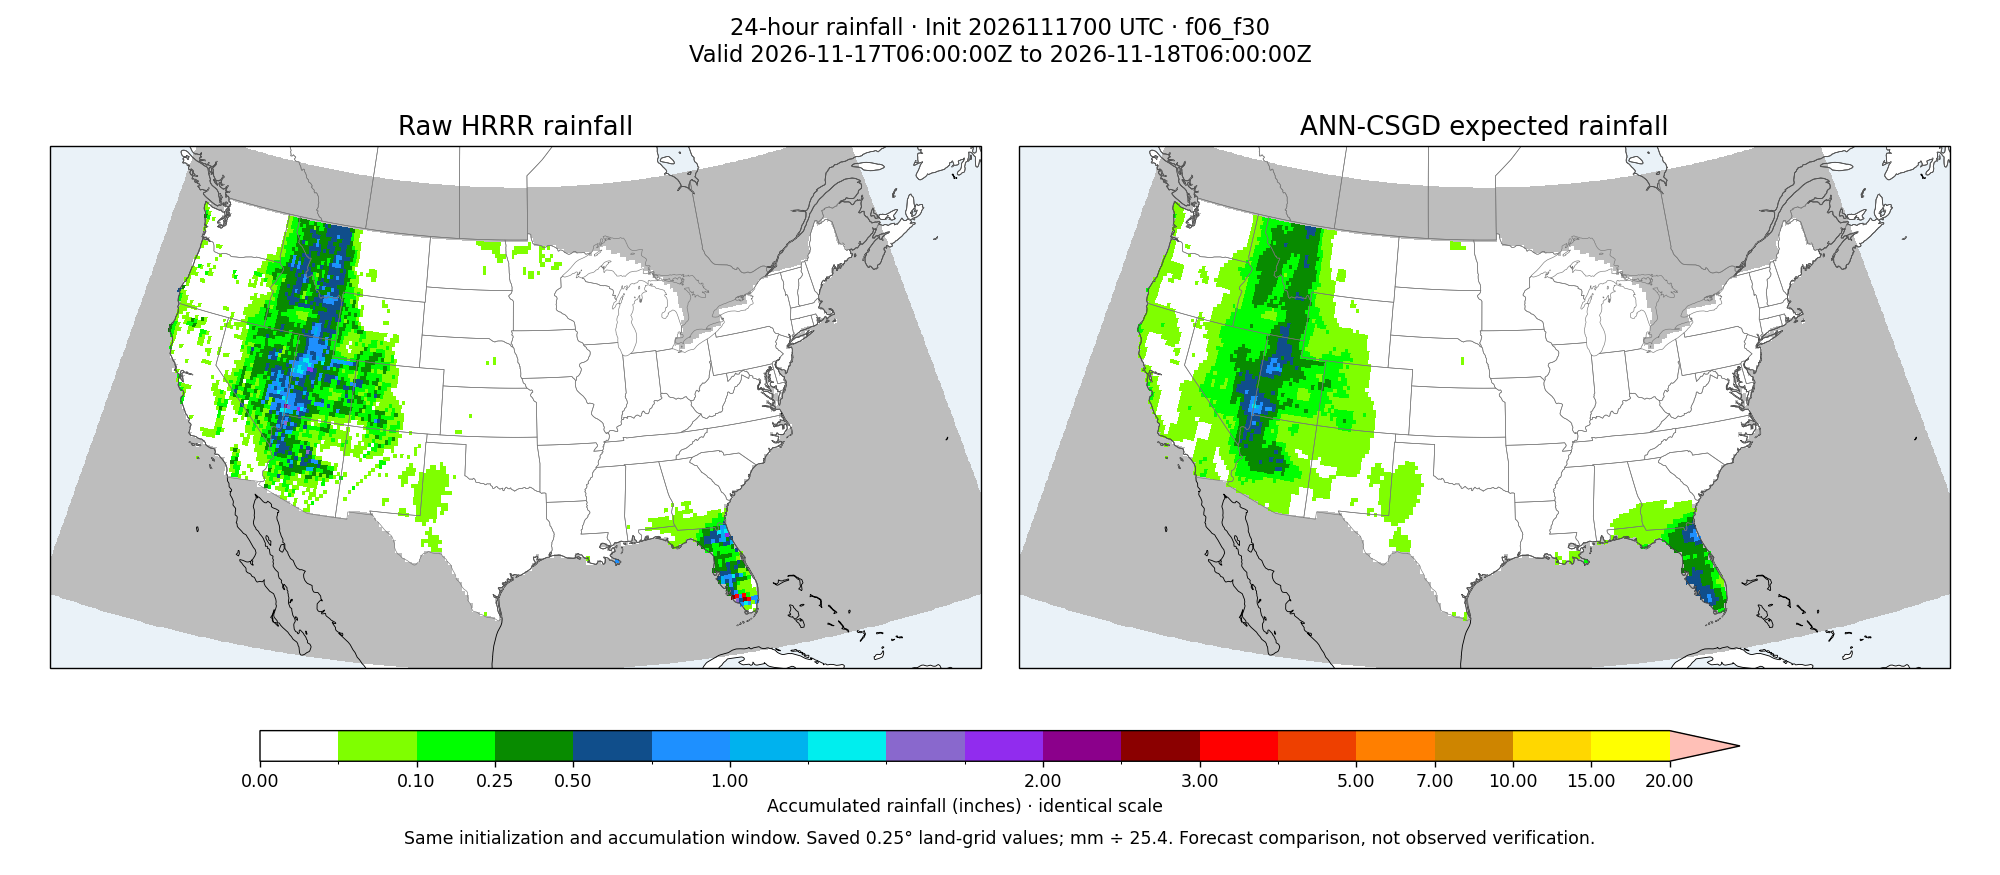 24-hour rainfall · Init 2026111700 UTC · f06_f30
Valid 2026-11-17T06:00:00Z to 2026-11-18T06:00:00Z
Raw HRRR rainfall
ANN-CSGD expected rainfall
0.00 0.10 0.25 0.50 1.00 2.00 3.00 5.00 7.00 10.00 15.00 20.00
Accumulated rainfall (inches) · identical scale
Same initialization and accumulation window. Saved 0.25° land-grid values; mm ÷ 25.4. Forecast comparison, not observed verification.